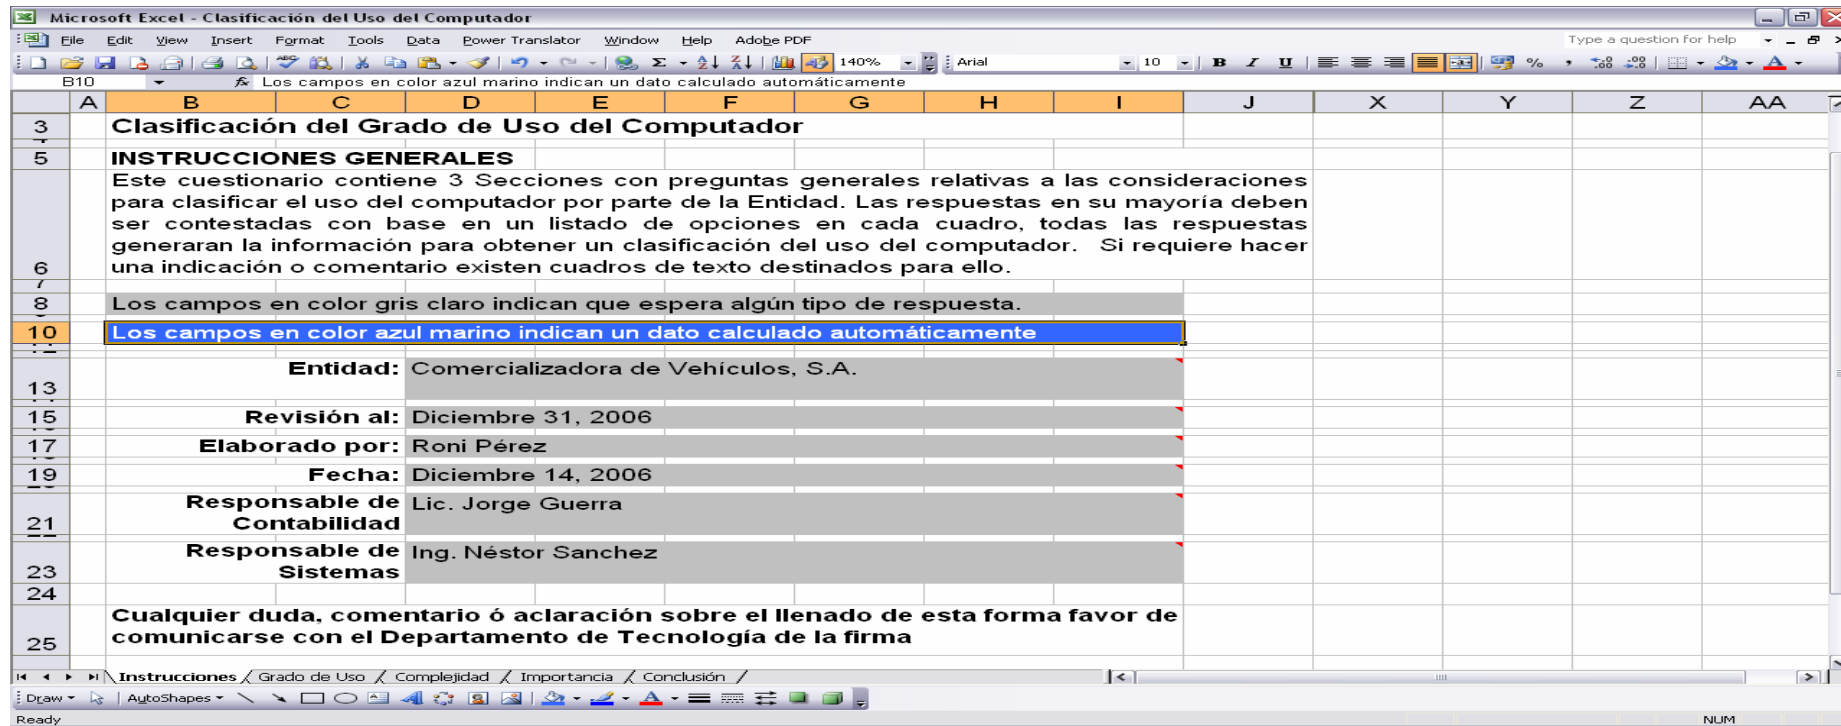 Microsoft Excel - Clasificación del Uso del Computador
File Edit View Insert Format Tools Data Power Translator Window Help Adobe PDF Type a question for help
140% Arial 10 B I U %
B10 fx Los campos en color azul marino indican un dato calculado automáticamente
A B C D E F G H I J X Y Z AA
3 Clasificación del Grado de Uso del Computador
5 INSTRUCCIONES GENERALES
Este cuestionario contiene 3 Secciones con preguntas generales relativas a las consideraciones
para clasificar el uso del computador por parte de la Entidad. Las respuestas en su mayoría deben
ser contestadas con base en un listado de opciones en cada cuadro, todas las respuestas
generaran la información para obtener un clasificación del uso del computador. Si requiere hacer
6 una indicación o comentario existen cuadros de texto destinados para ello.
8 Los campos en color gris claro indican que espera algún tipo de respuesta.
10 Los campos en color azul marino indican un dato calculado automáticamente
Entidad: Comercializadora de Vehículos, S.A.
13
15 Revisión al: Diciembre 31, 2006
17 Elaborado por: Roni Pérez
19 Fecha: Diciembre 14, 2006
Responsable de Lic. Jorge Guerra
21 Contabilidad
Responsable de Ing. Néstor Sanchez
23 Sistemas
24
Cualquier duda, comentario ó aclaración sobre el llenado de esta forma favor de
25 comunicarse con el Departamento de Tecnología de la firma
Instrucciones Grado de Uso Complejidad Importancia Conclusión
Draw AutoShapes
Ready NUM